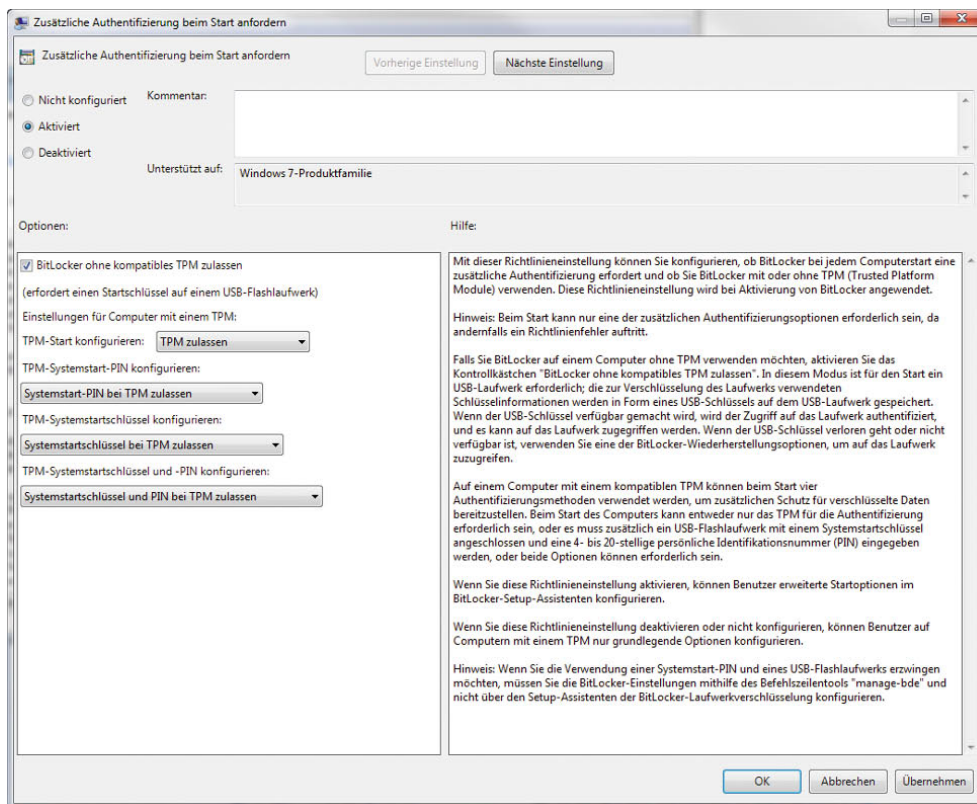 Zusätzliche Authentifizierung beim Start anfordern
Zusätzliche Authentifizierung beim Start anfordern
Vorherige Einstellung
Nächste Einstellung
Nicht konfiguriert
Kommentar:
Aktiviert
Deaktiviert
Unterstützt auf:
Windows 7-Produktfamilie
Optionen:
Hilfe:
BitLocker ohne kompatibles TPM zulassen
(erfordert einen Startschlüssel auf einem USB-Flashlaufwerk)
Einstellungen für Computer mit einem TPM:
TPM-Start konfigurieren: TPM zulassen
TPM-Systemstart-PIN konfigurieren:
Systemstart-PIN bei TPM zulassen
TPM-Systemstartschlüssel konfigurieren:
Systemstartschlüssel bei TPM zulassen
TPM-Systemstartschlüssel und -PIN konfigurieren:
Systemstartschlüssel und PIN bei TPM zulassen
Mit dieser Richtlinieneinstellung können Sie konfigurieren, ob BitLocker bei jedem Computerstart eine
zusätzliche Authentifizierung erfordert und ob Sie BitLocker mit oder ohne TPM (Trusted Platform
Module) verwenden. Diese Richtlinieneinstellung wird bei Aktivierung von BitLocker angewendet.
Hinweis: Beim Start kann nur eine der zusätzlichen Authentifizierungsoptionen erforderlich sein, da
andernfalls ein Richtlinienfehler auftritt.
Falls Sie BitLocker auf einem Computer ohne TPM verwenden möchten, aktivieren Sie das
Kontrollkästchen "BitLocker ohne kompatibles TPM zulassen". In diesem Modus ist für den Start ein
USB-Laufwerk erforderlich; die zur Verschlüsselung des Laufwerks verwendeten
Schlüsselinformationen werden in Form eines USB-Schlüssels auf dem USB-Laufwerk gespeichert.
Wenn der USB-Schlüssel verfügbar gemacht wird, wird der Zugriff auf das Laufwerk authentifiziert,
und es kann auf das Laufwerk zugegriffen werden. Wenn der USB-Schlüssel verloren geht oder nicht
verfügbar ist, verwenden Sie eine der BitLocker-Wiederherstellungsoptionen, um auf das Laufwerk
zuzugreifen.
Auf einem Computer mit einem kompatiblen TPM können beim Start vier
Authentifizierungsmethoden verwendet werden, um zusätzlichen Schutz für verschlüsselte Daten
bereitzustellen. Beim Start des Computers kann entweder nur das TPM für die Authentifizierung
erforderlich sein, oder es muss zusätzlich ein USB-Flashlaufwerk mit einem Systemstartschlüssel
angeschlossen und eine 4- bis 20-stellige persönliche Identifikationsnummer (PIN) eingegeben
werden, oder beide Optionen können erforderlich sein.
Wenn Sie diese Richtlinieneinstellung aktivieren, können Benutzer erweiterte Startoptionen im
BitLocker-Setup-Assistenten konfigurieren.
Wenn Sie diese Richtlinieneinstellung deaktivieren oder nicht konfigurieren, können Benutzer auf
Computern mit einem TPM nur grundlegende Optionen konfigurieren.
Hinweis: Wenn Sie die Verwendung einer Systemstart-PIN und eines USB-Flashlaufwerks erzwingen
möchten, müssen Sie die BitLocker-Einstellungen mithilfe des Befehlszeilentools "manage-bde" und
nicht über den Setup-Assistenten der BitLocker-Laufwerkverschlüsselung konfigurieren.
OK
Abbrechen
Übernehmen